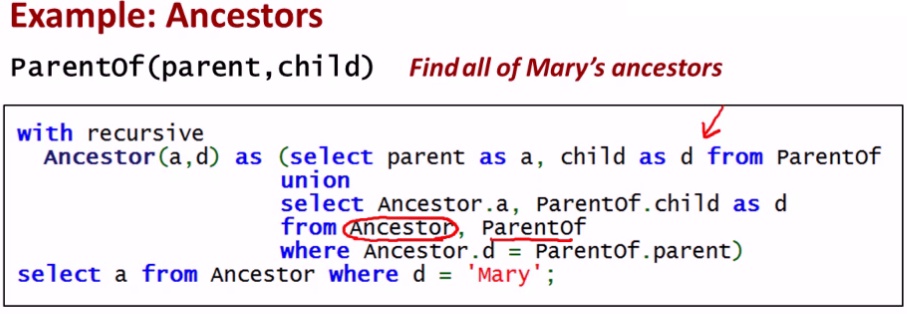 Example: Ancestors
ParentOf(parent,child) Find all of Mary's ancestors
with recursive
Ancestor(a,d) as (select parent as a, child as d from ParentOf
union
select Ancestor.a, ParentOf.child as d
from Ancestor, ParentOf
where Ancestor.d = ParentOf.parent)
select a from Ancestor where d = 'Mary';